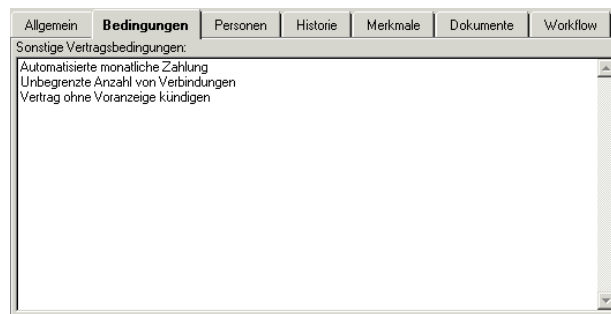 Allgemein Bedingungen Personen Historie Merkmale Dokumente Workflow
Sonstige Vertragsbedingungen:
Automatisierte monatliche Zahlung
Unbegrenzte Anzahl von Verbindungen
Vertrag ohne Voranzeige kündigen